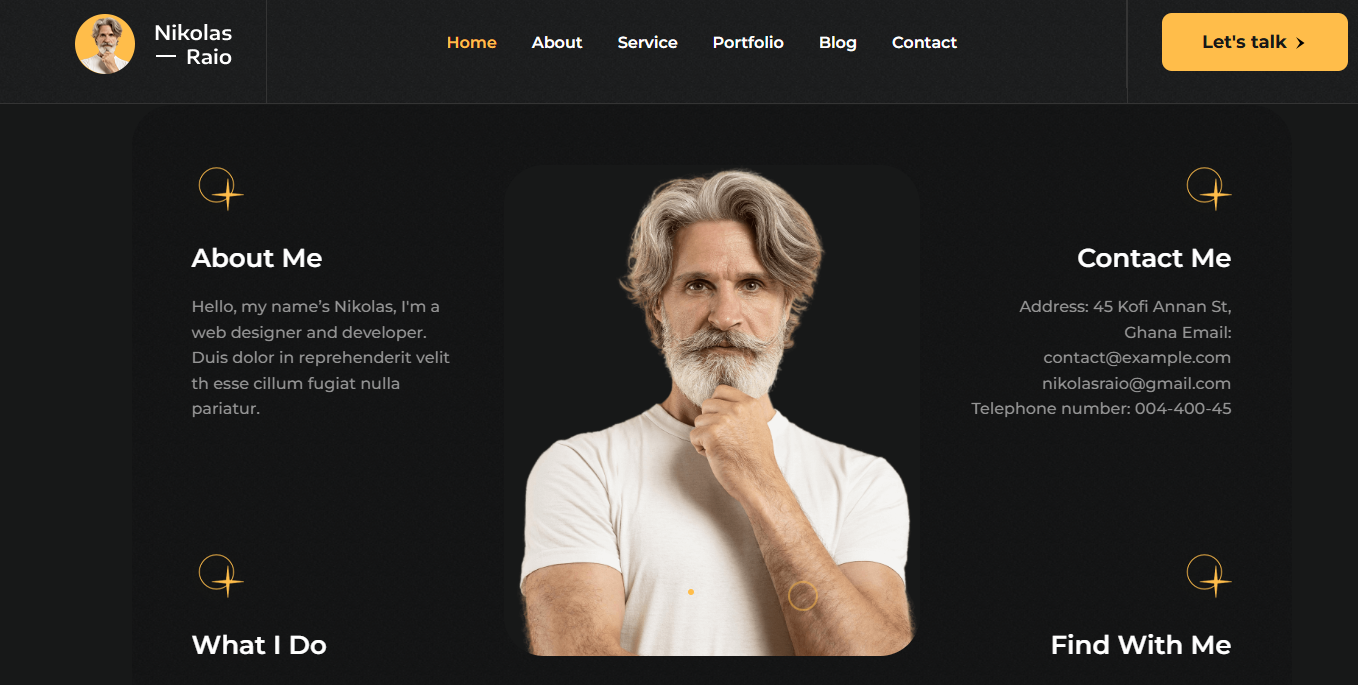 Nikolas
— Raio
Home About Service Portfolio Blog Contact
Let's talk
About Me
Hello, my name’s Nikolas, I'm a
web designer and developer.
Duis dolor in reprehenderit velit
th esse cillum fugiat nulla
pariatur.
Contact Me
Address: 45 Kofi Annan St,
Ghana Email:
contact@example.com
nikolasraio@gmail.com
Telephone number: 004-400-45
What I Do
Find With Me